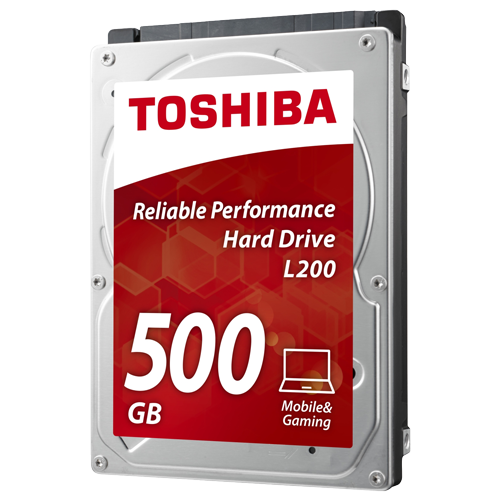 TOSHIBA
Reliable Performance
Hard Drive
L200
500
GB
Mobile&
Gaming